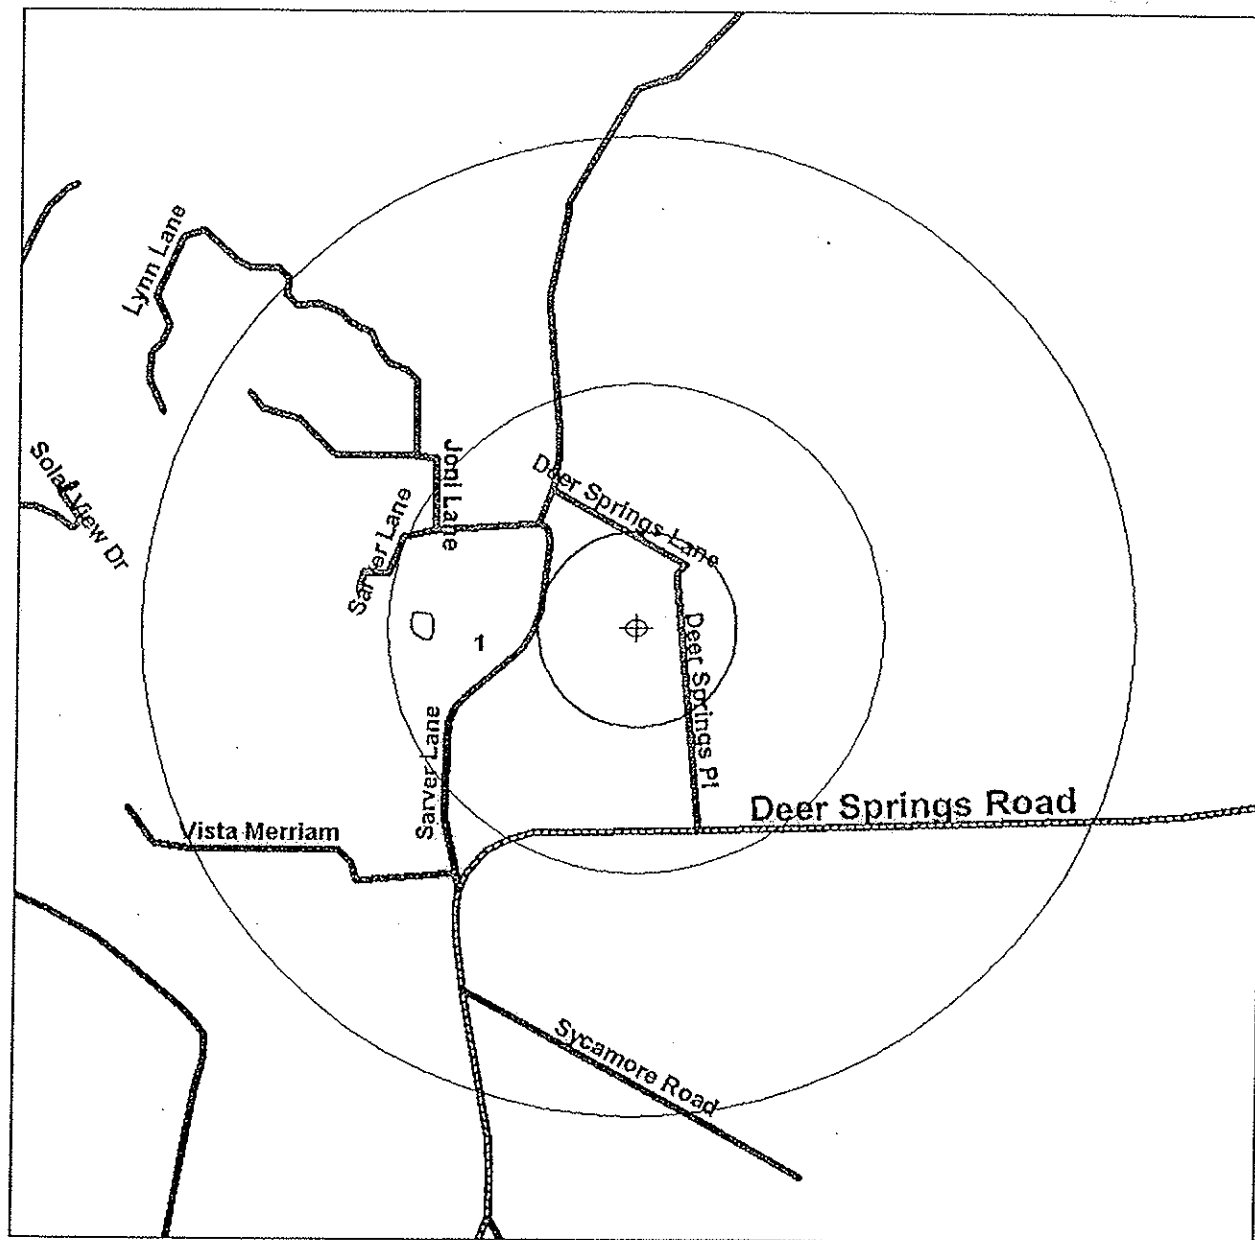 Lynn Lane
Solar View Dr
Joni Lane
Sarver Lane
Deer Springs Lane
1
Deer Springs Pl
Sarver Lane
Deer Springs Road
Vista Merriam
Sycamore Road